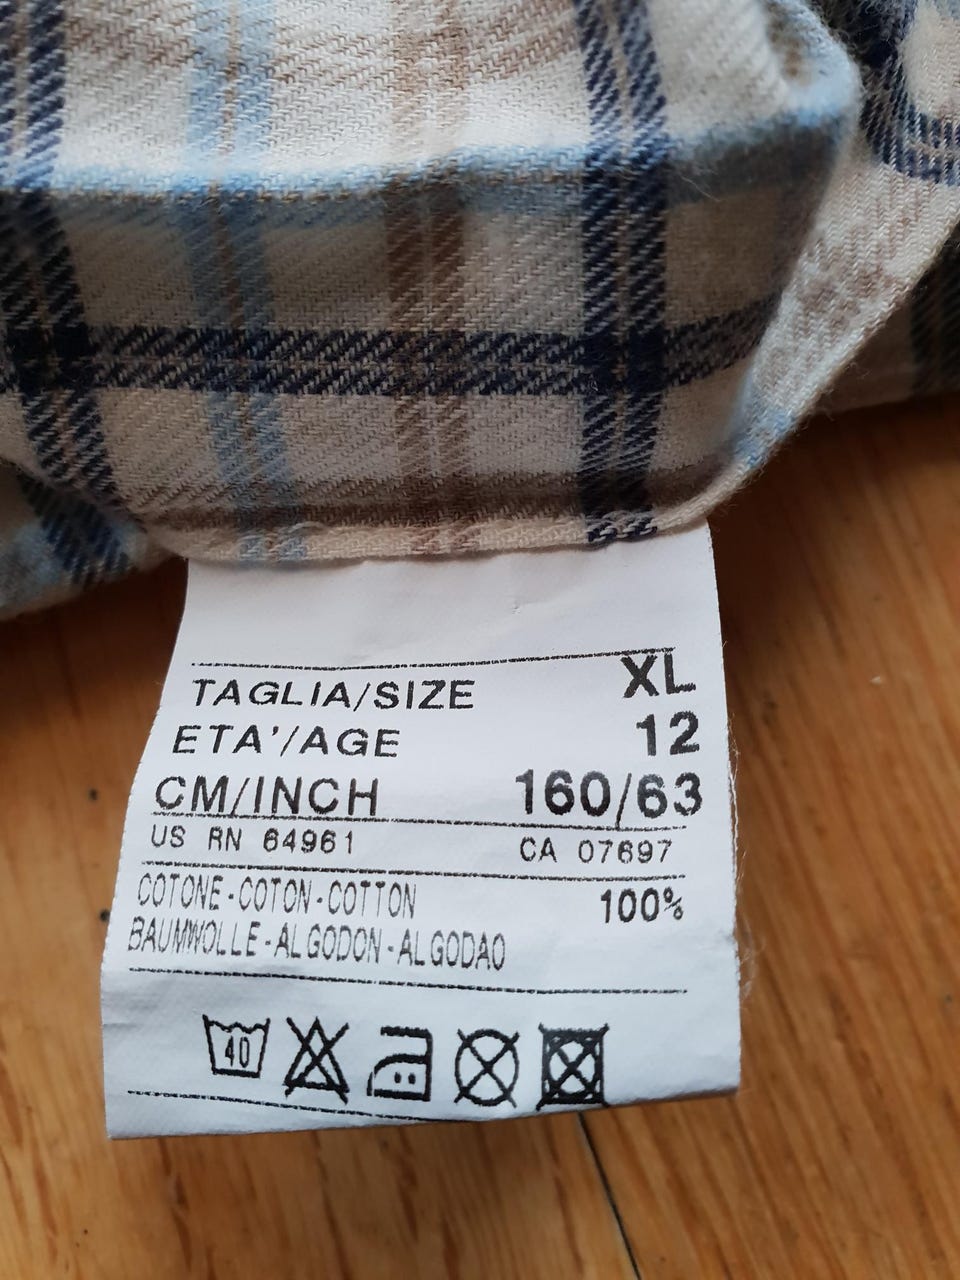 TAGLIA/SIZE XL
ETA'/AGE 12
CM/INCH 160/63
US RN 64961 CA 07697
COTONE-COTON-COTTON 100%
BAUMWOLLE-ALGODON-ALGODAO
40